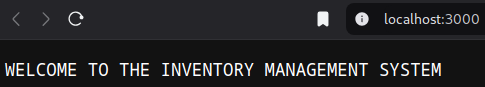 localhost:3000
WELCOME TO THE INVENTORY MANAGEMENT SYSTEM